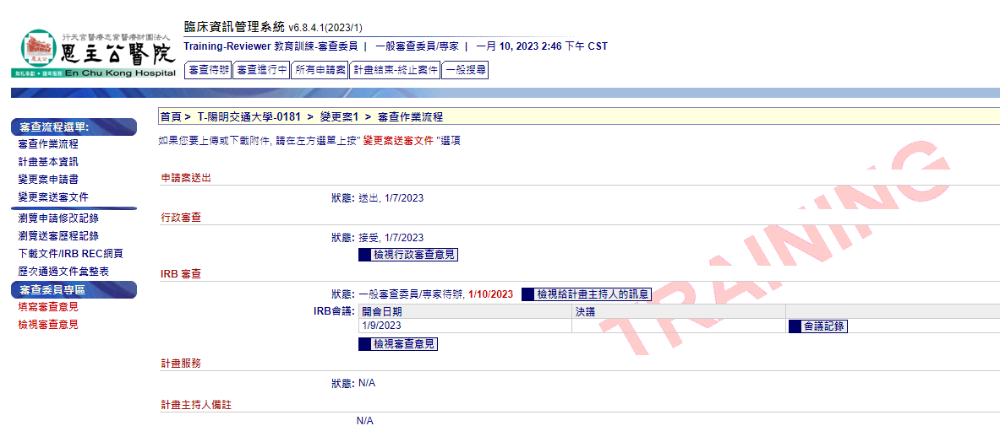 臨床資訊管理系統 v6.8.4.1(2023/1)
行天宮醫療志業醫療財團法人
恩主公醫院
En Chu Kong Hospital
Training-Reviewer 教育訓練-審查委員 | 一般審查委員/專家 | 一月 10, 2023 2:46 下午 CST
審查待辦 審查進行中 所有申請案 計畫結束-終止案件 一般搜尋
審查流程選單:
審查作業流程
計畫基本資訊
變更案申請書
變更案送審文件
瀏覽申請修改記錄
瀏覽送審歷程記錄
下載文件/IRB REC網頁
歷次通過文件彙整表
審查委員專區
填寫審查意見
檢視審查意見
首頁 > T-陽明交通大學-0181 > 變更案1 > 審查作業流程
如果您要上傳或下載附件, 請在左方選單上按" 變更案送審文件 "選項
申請案送出
狀態: 送出, 1/7/2023
行政審查
狀態: 接受, 1/7/2023
檢視行政審查意見
IRB 審查
狀態: 一般審查委員/專家待辦, 1/10/2023 檢視給計畫主持人的訊息
IRB會議: 開會日期 決議
1/9/2023 會議記錄
檢視審查意見
計畫服務
狀態: N/A
計畫主持人備註
N/A
TRAINING